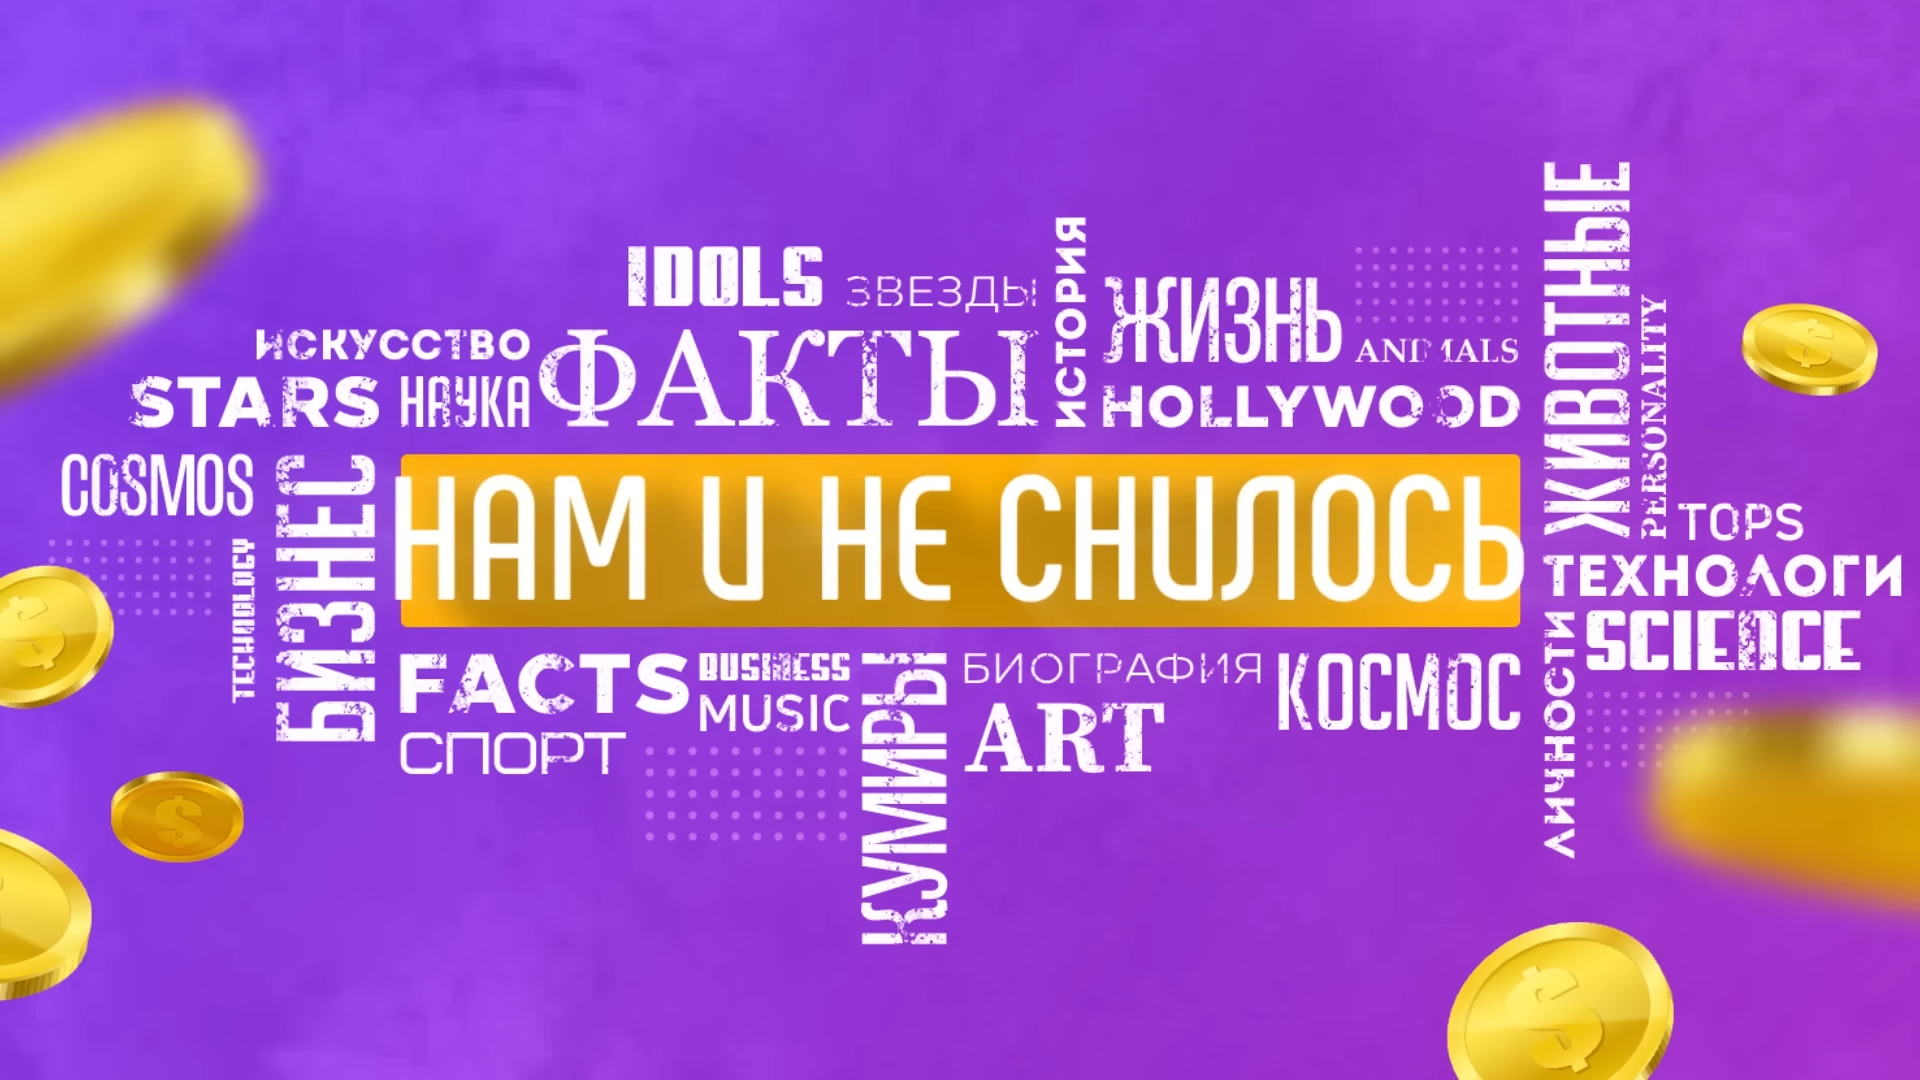 IDOLS
ЗВЕЗДЫ
ИСТОРИЯ
ЖИЗНЬ
ЖИВОТНЫЕ
ИСКУССТВО
ФАКТЫ
ANIMALS
PERSONALITY
STARS
НАУКА
HOLLYWOOD
COSMOS
БИЗНЕС
НАМ И НЕ СНИЛОСЬ
TOPS
TECHNOLOGY
ТЕХНОЛОГИ
ЛИЧНОСТИ
SCIENCE
FACTS
BUSINESS
КУМИРЫ
БИОГРАФИЯ
КОСМОС
MUSIC
ART
СПОРТ